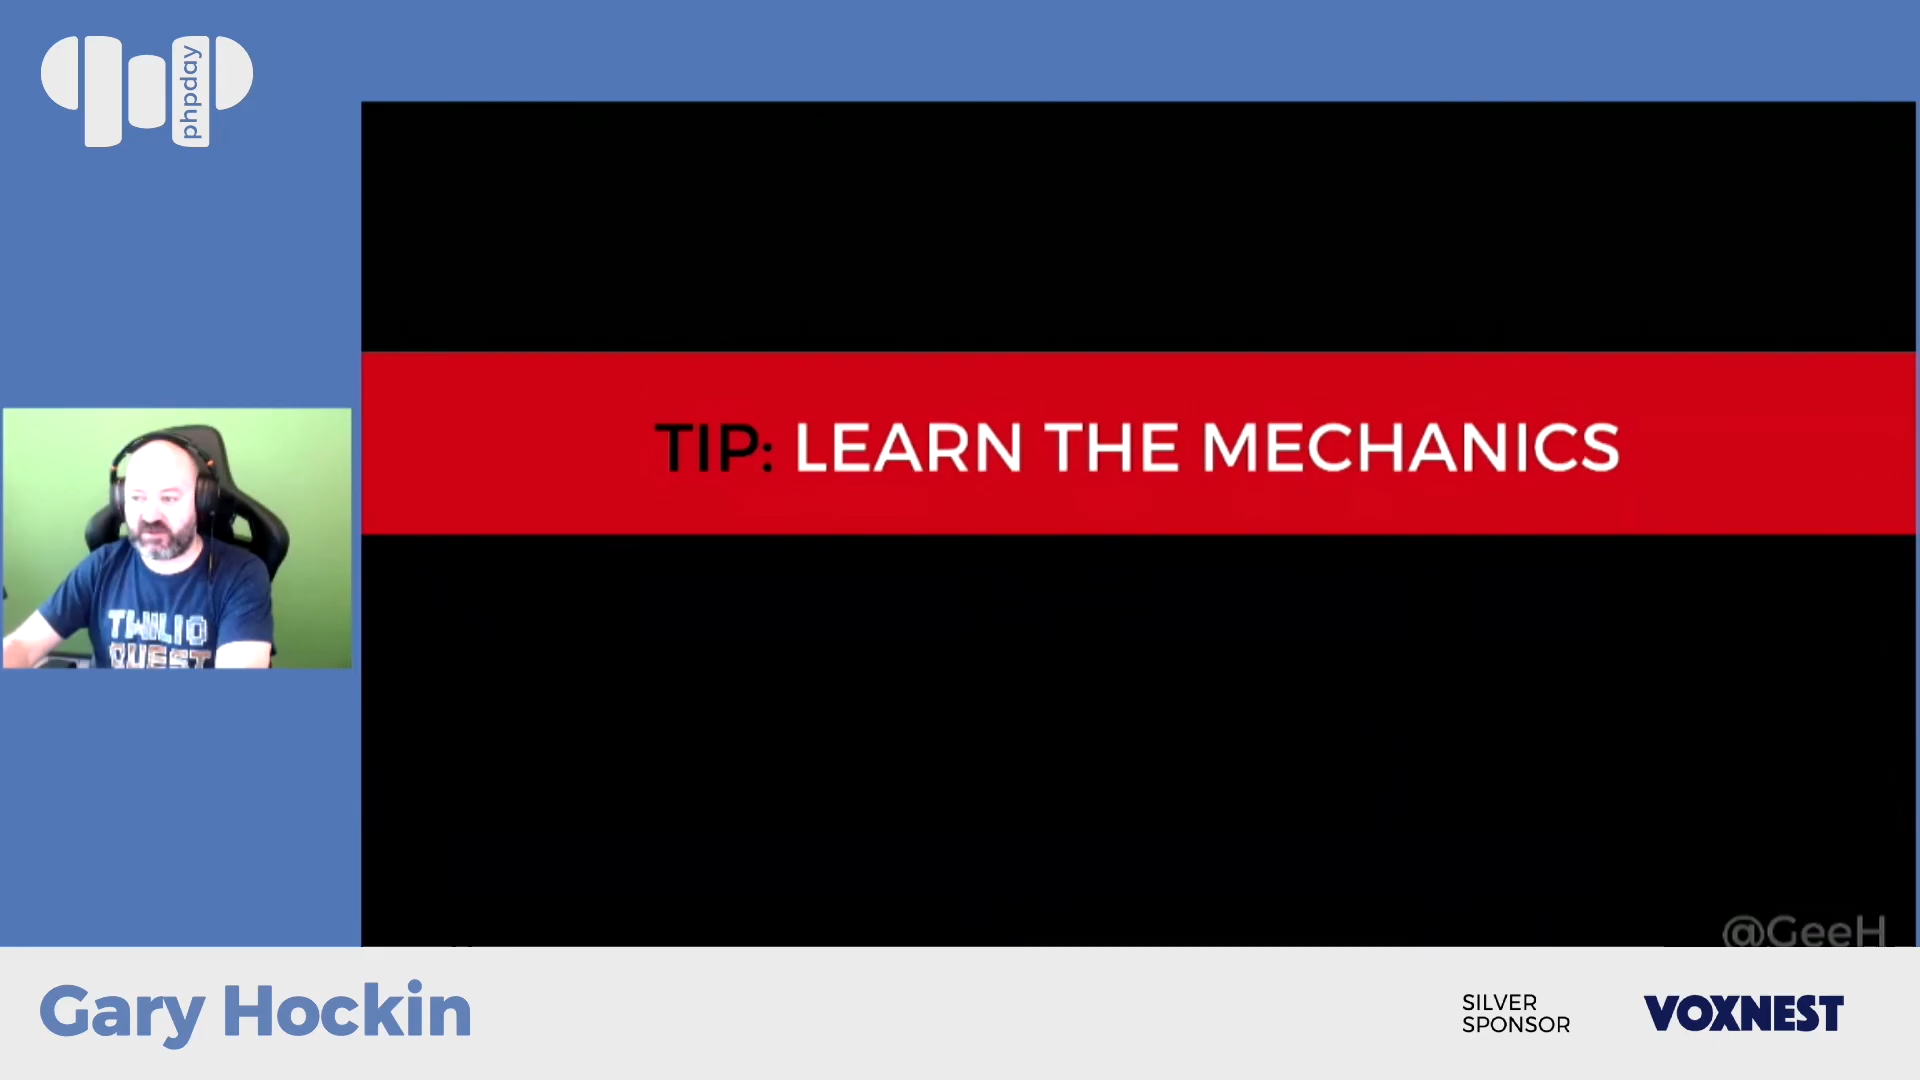 phpday
TIP: LEARN THE MECHANICS
TWILIO
QUEST
@GeeH
Gary Hockin
SILVER
SPONSOR
VOXNEST